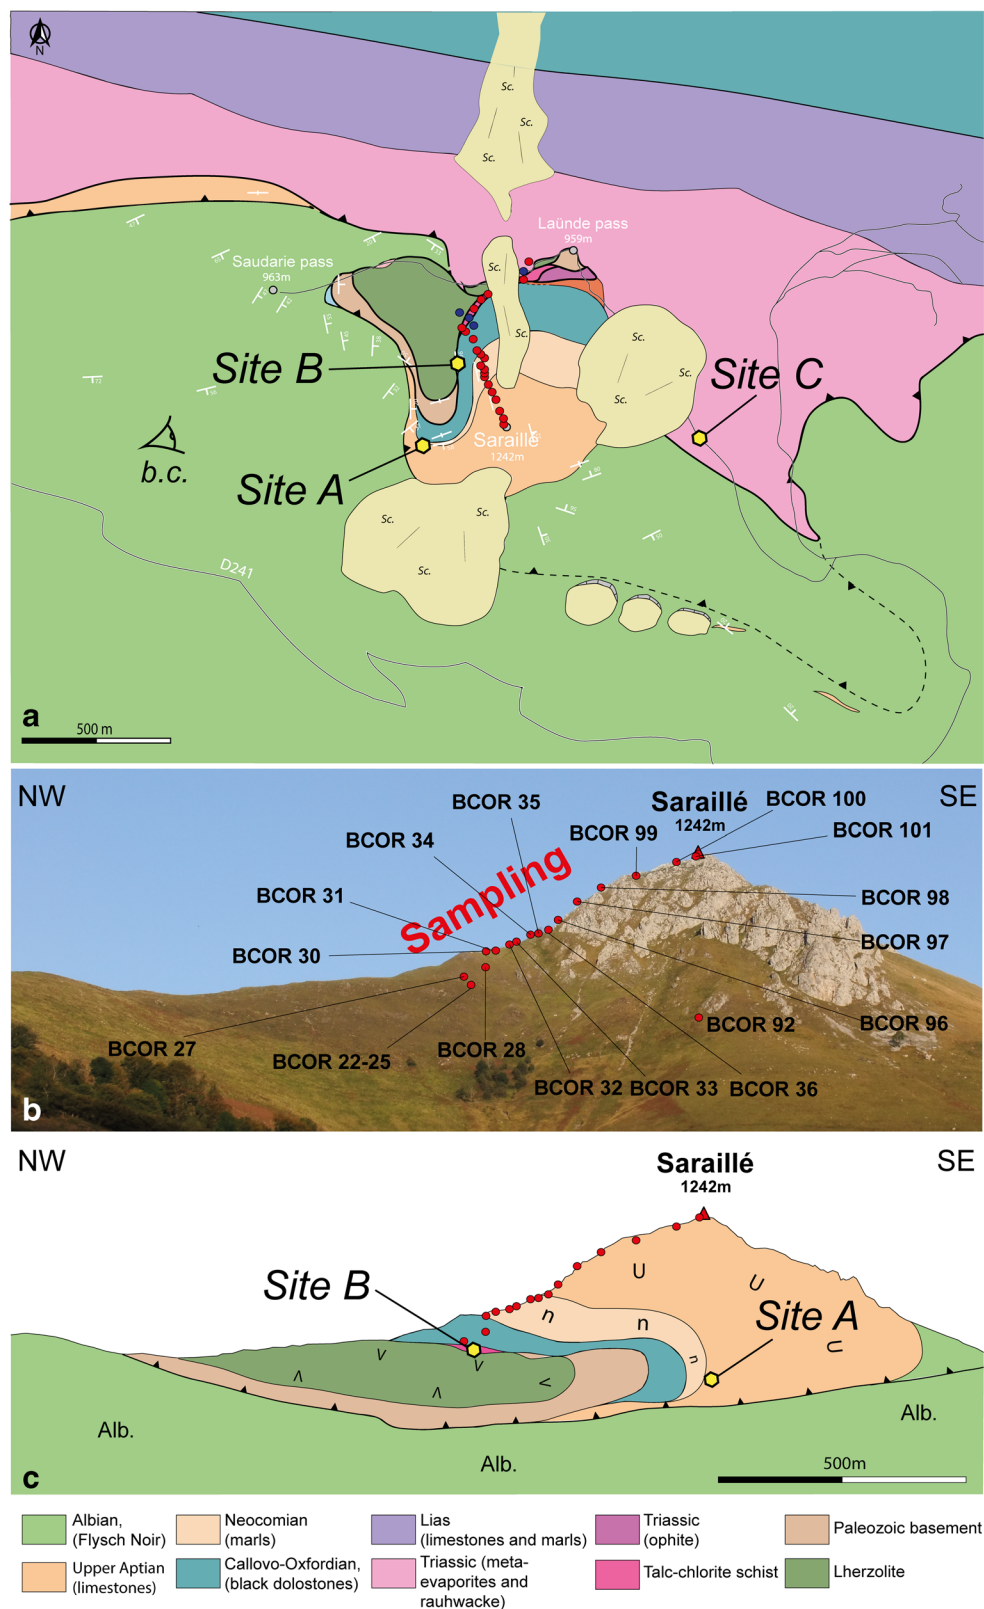 N
Sc.
Sc.
Sc.
Laünde pass
959m
Saudarie pass
963m
Sc.
Sc.
Sc.
Sc.
Sc.
Site B
Site C
Saraillé
1242m
b.c.
Site A
Sc.
Sc.
Sc.
D241
a
500 m
NW
SE
BCOR 35
Saraillé
1242m
BCOR 100
BCOR 34
BCOR 99
BCOR 101
Sampling
BCOR 31
BCOR 98
BCOR 30
BCOR 97
BCOR 27
BCOR 92
BCOR 96
BCOR 22-25
BCOR 28
BCOR 32
BCOR 33
BCOR 36
b
NW
SE
Saraillé
1242m
Site B
Site A
U
U
U
n
n
n
v
v
v
v
v
Alb.
Alb.
Alb.
500m
c
Albian,
(Flysch Noir)
Neocomian
(marls)
Lias
(limestones and marls)
Triassic
(ophite)
Paleozoic basement
Upper Aptian
(limestones)
Callovo-Oxfordian,
(black dolostones)
Triassic (meta-
evaporites and
rauhwacke)
Talc-chlorite schist
Lherzolite